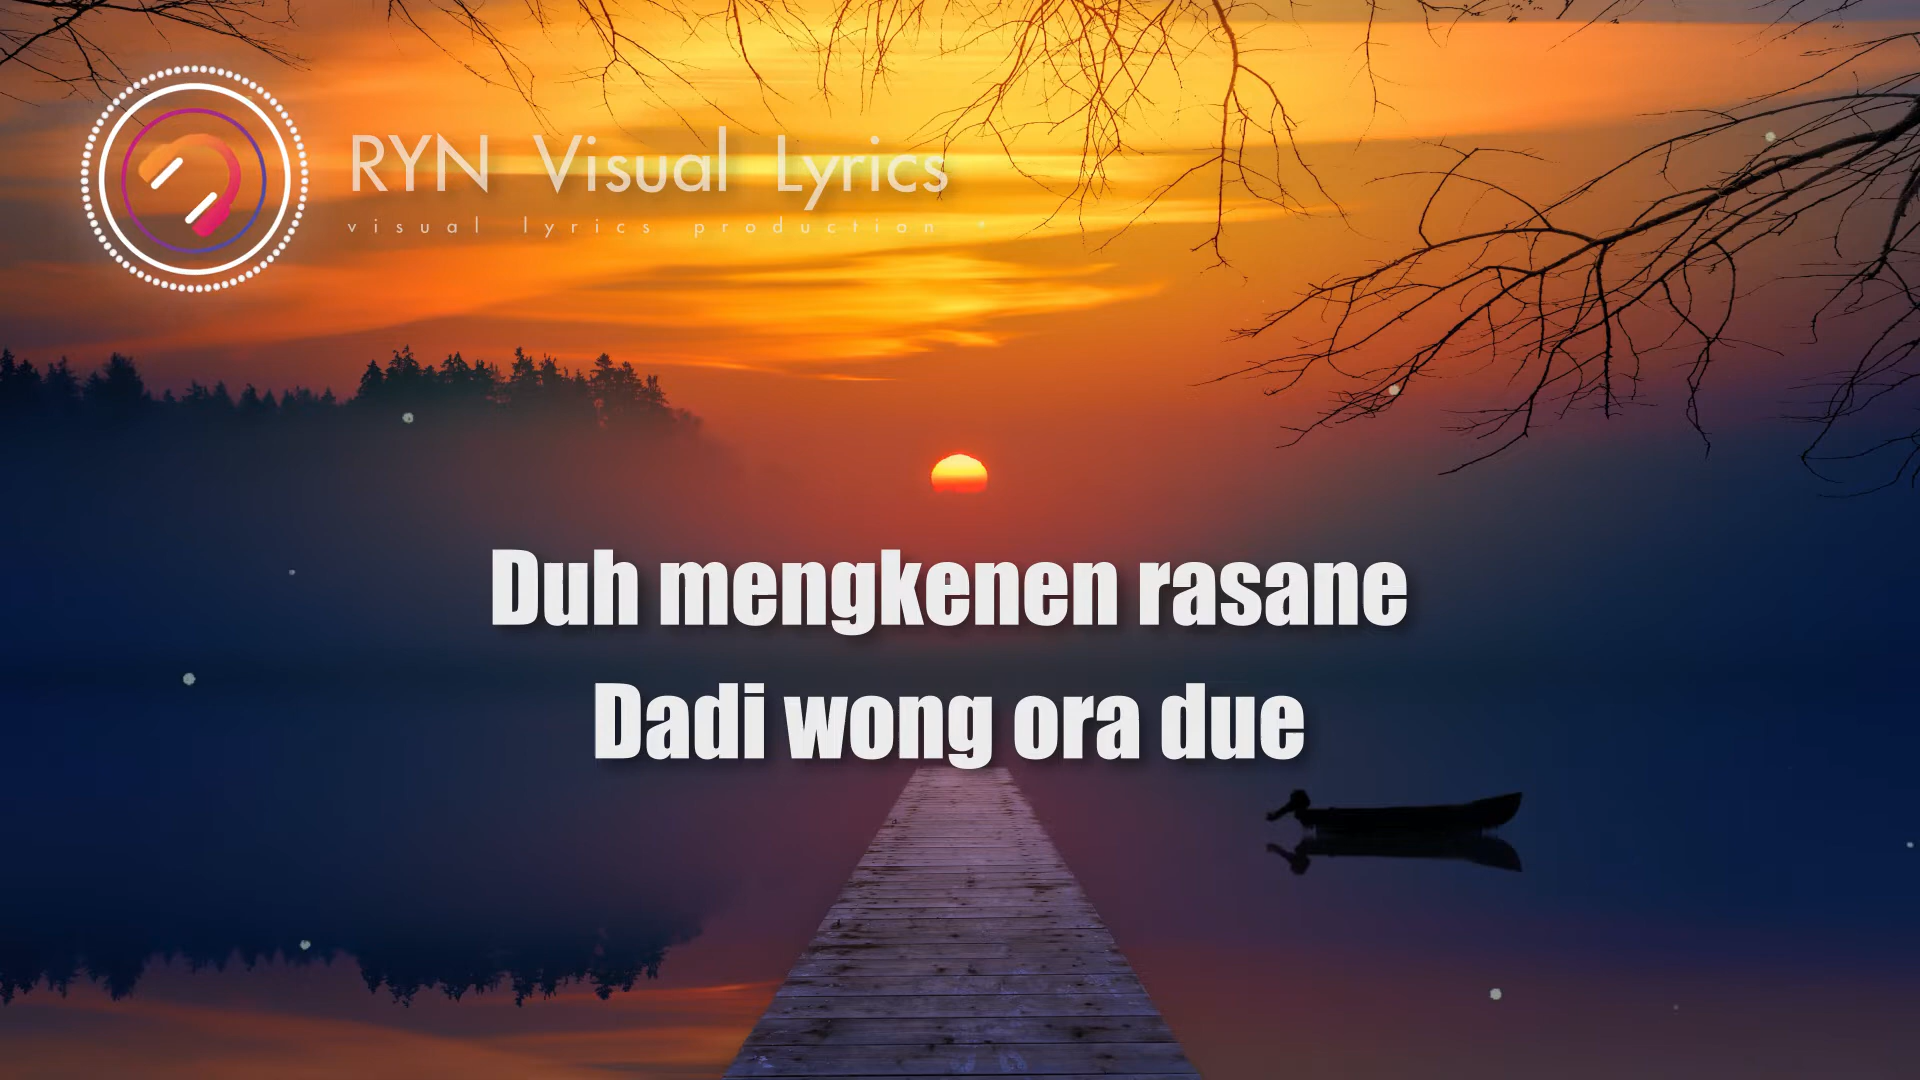 RYN Visual Lyrics
visual lyrics production
Duh mengkenen rasane
Dadi wong ora due